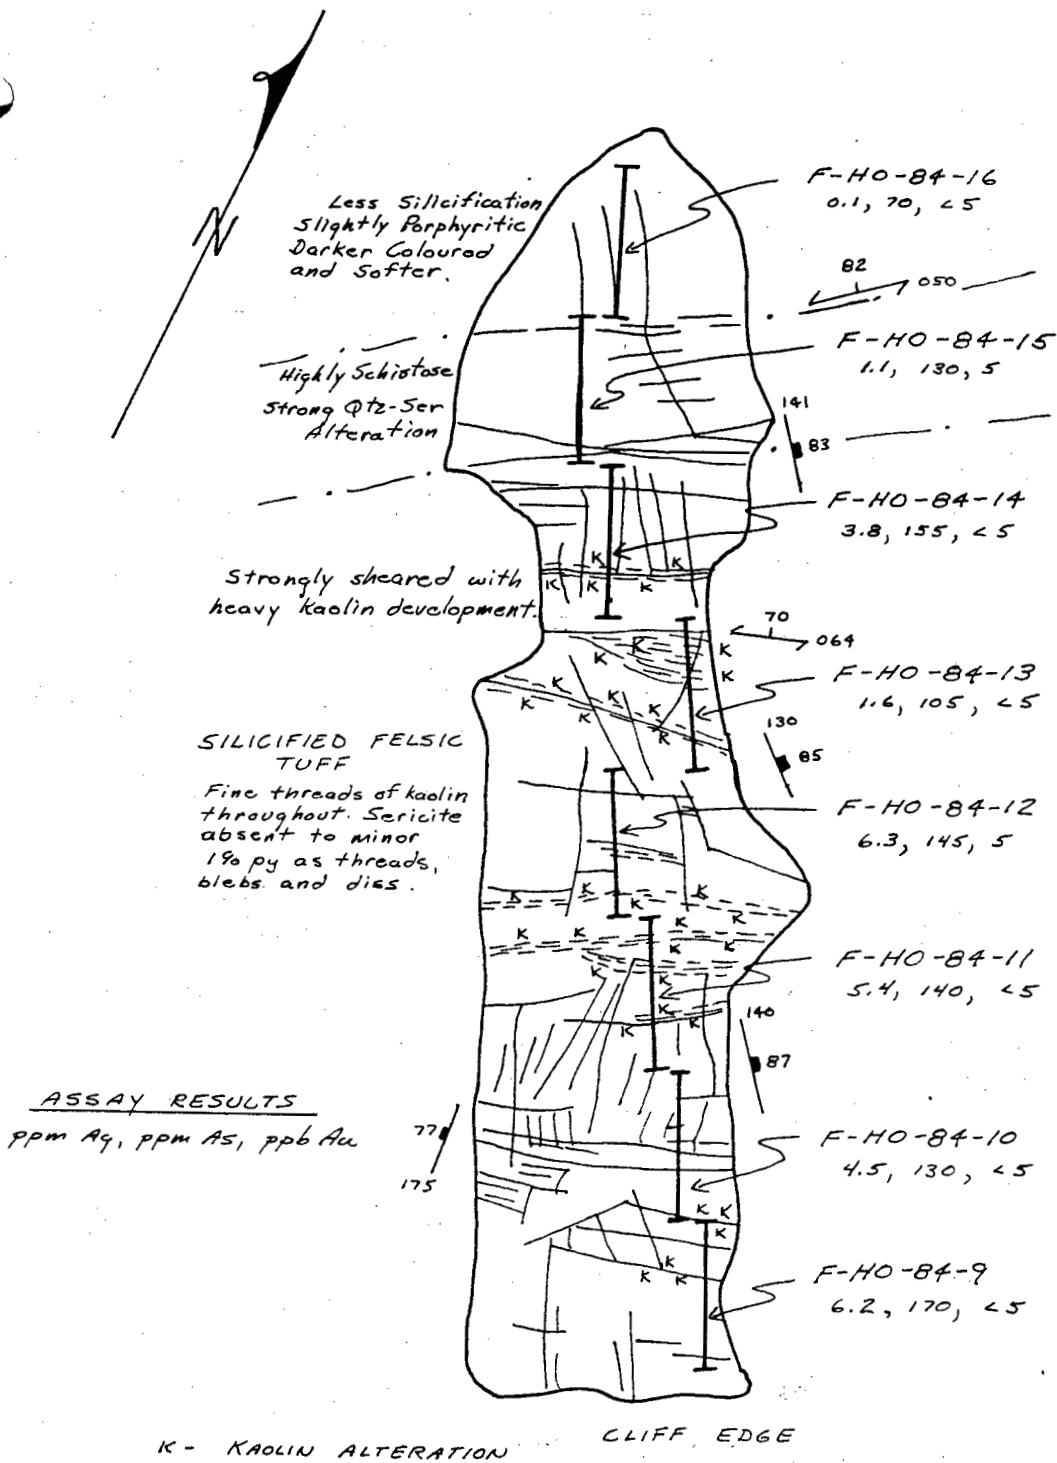 N
Less Silicification
Slightly Porphyritic
Darker Coloured
and Softer.
F-HO-84-16
0.1, 70, <5
82
050
F-HO-84-15
1.1, 130, 5
Highly Schistose
Strong Qtz-Ser
Alteration
141
83
F-HO-84-14
3.8, 155, <5
K K
K K K
Strongly sheared with
heavy Kaolin development.
70
064
K K
K K
F-HO-84-13
1.6, 105, <5
K
K K K
K
130
85
SILICIFIED FELSIC
TUFF
Fine threads of kaolin
throughout. Sericite
absent to minor
1% py as threads,
blebs and diss.
F-HO-84-12
6.3, 145, 5
K K K
K K K
K K K K
K K
F-HO-84-11
5.4, 140, <5
K K
K K
140
87
ASSAY RESULTS
ppm Ag, ppm As, ppb Au
77
175
F-HO-84-10
4.5, 130, <5
K K
K
K
K K
F-HO-84-9
6.2, 170, <5
CLIFF EDGE
K - KAOLIN ALTERATION